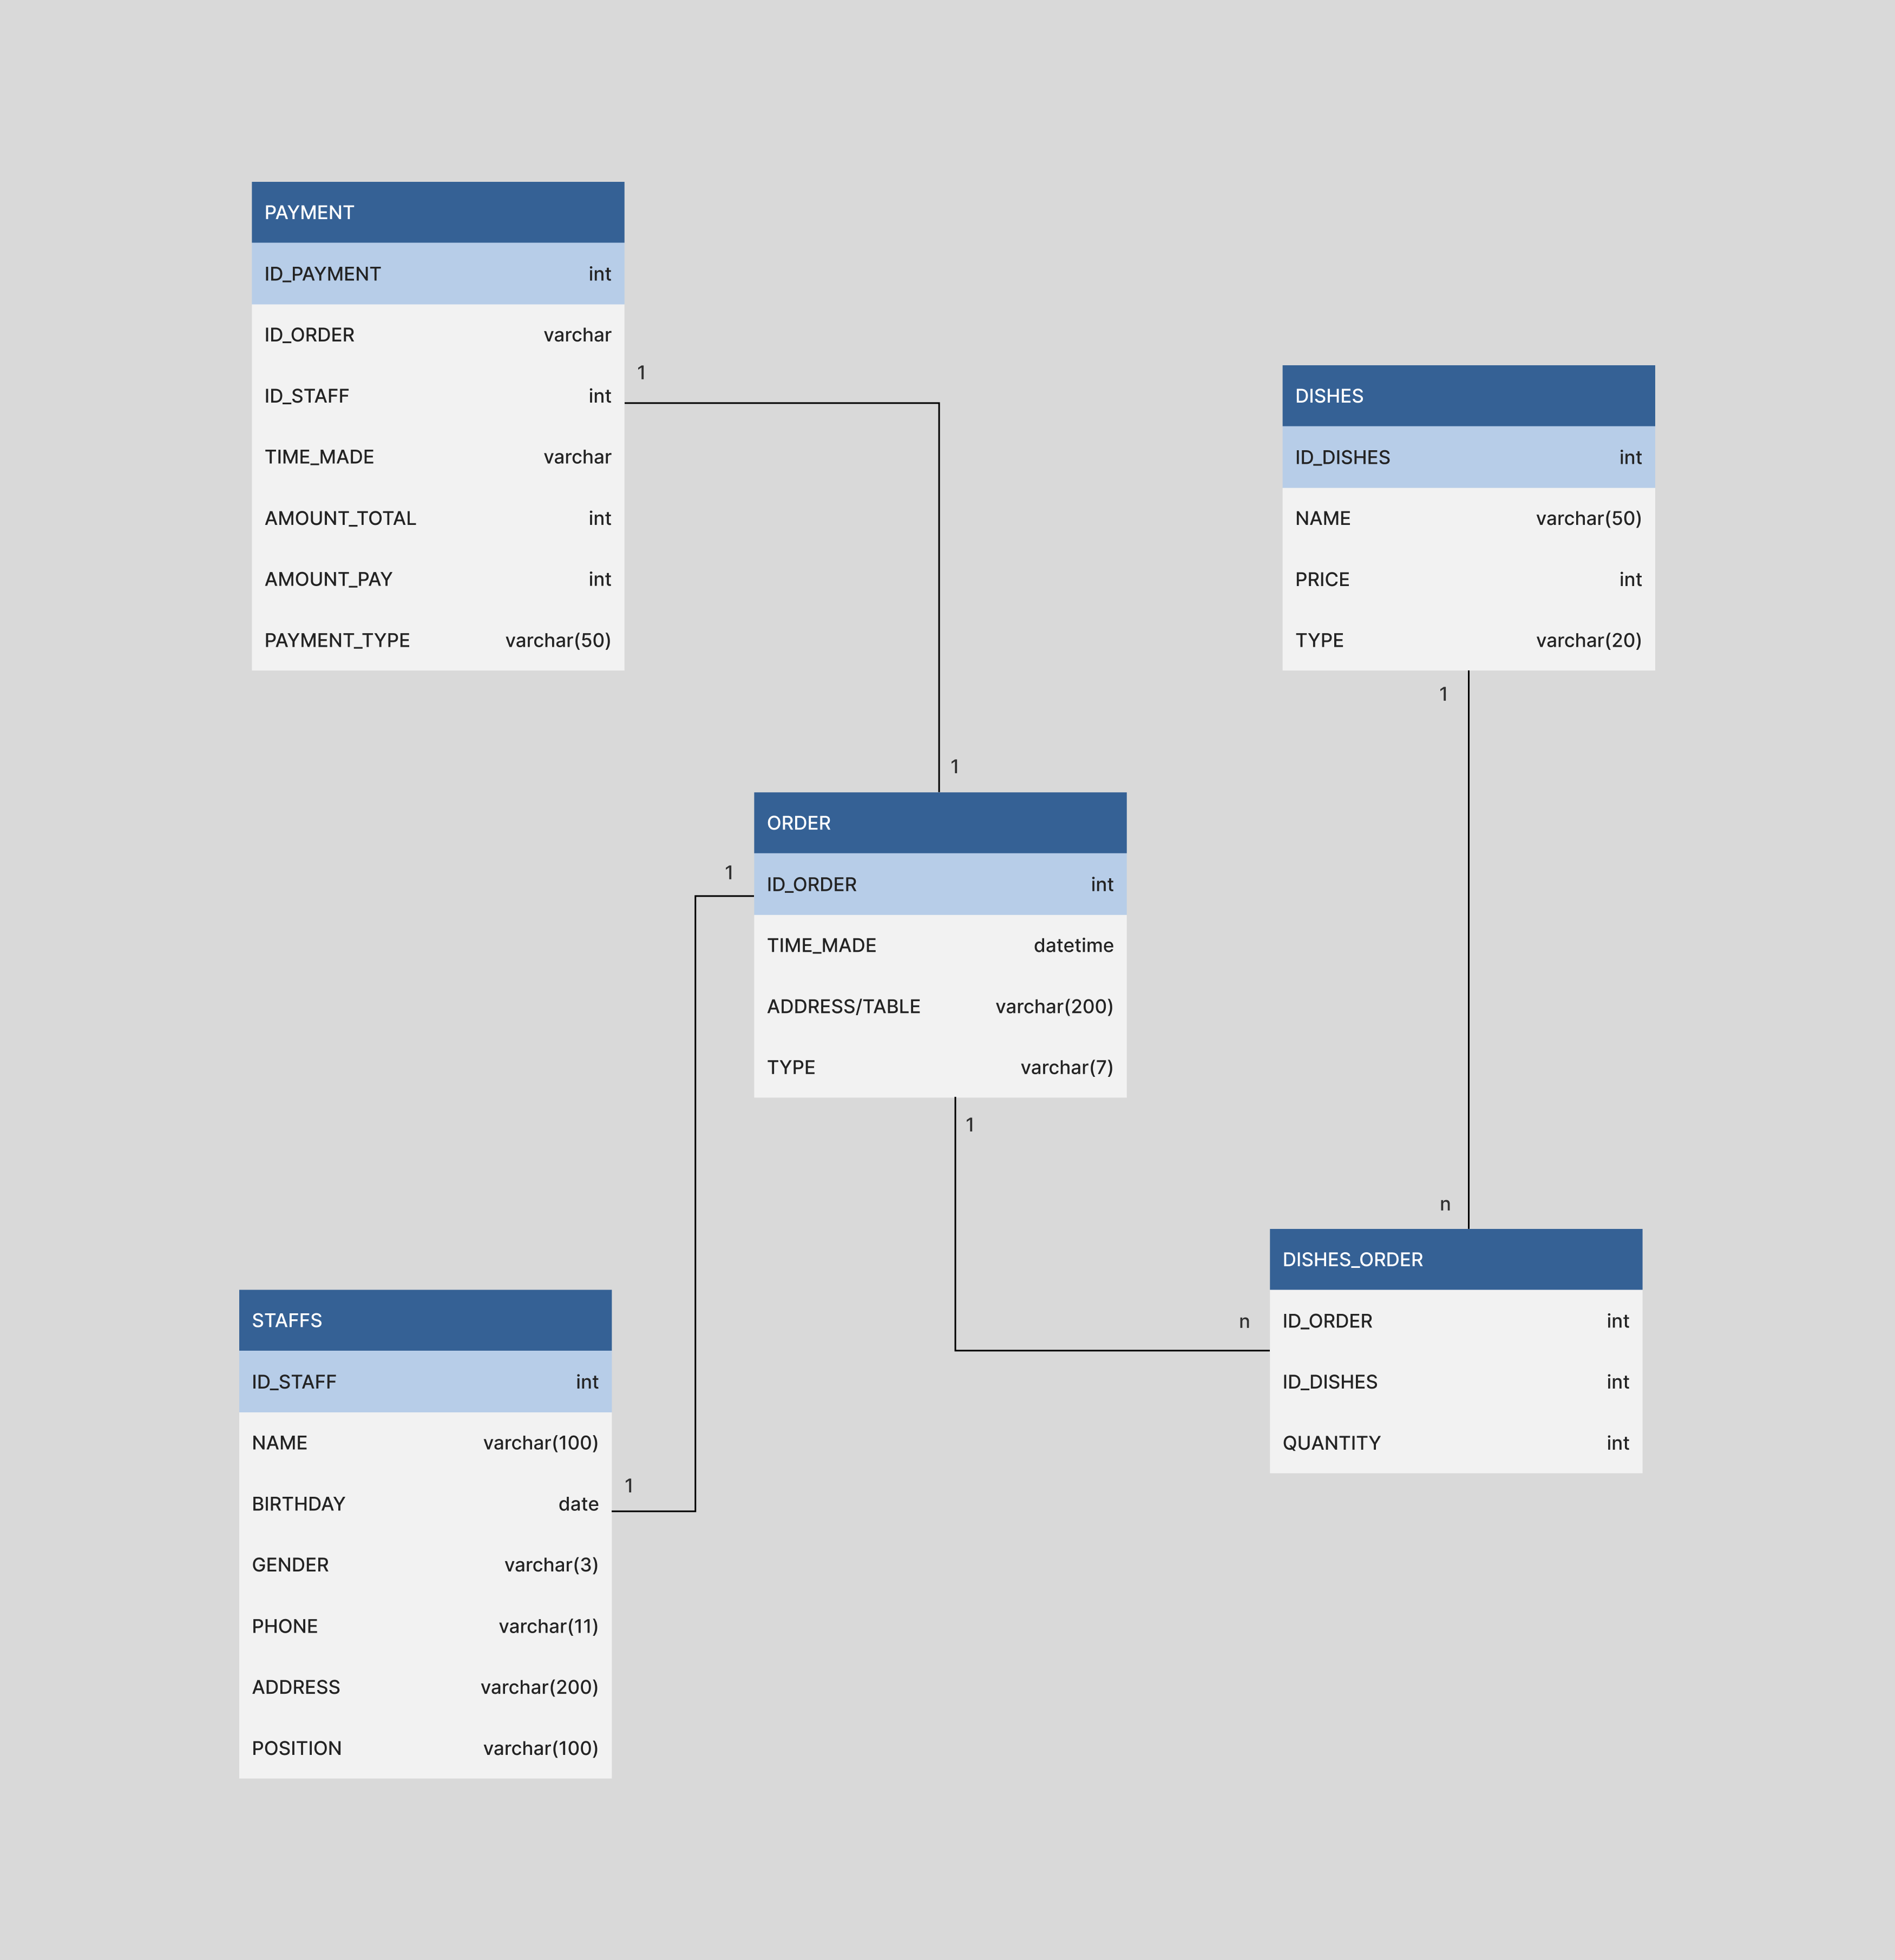 PAYMENT
ID_PAYMENT int
ID_ORDER varchar
ID_STAFF int
TIME_MADE varchar
AMOUNT_TOTAL int
AMOUNT_PAY int
PAYMENT_TYPE varchar(50)
1
1
DISHES
ID_DISHES int
NAME varchar(50)
PRICE int
TYPE varchar(20)
1
n
ORDER
ID_ORDER int
TIME_MADE datetime
ADDRESS/TABLE varchar(200)
TYPE varchar(7)
1
1
n
DISHES_ORDER
ID_ORDER int
ID_DISHES int
QUANTITY int
STAFFS
ID_STAFF int
NAME varchar(100)
BIRTHDAY date
GENDER varchar(3)
PHONE varchar(11)
ADDRESS varchar(200)
POSITION varchar(100)
1